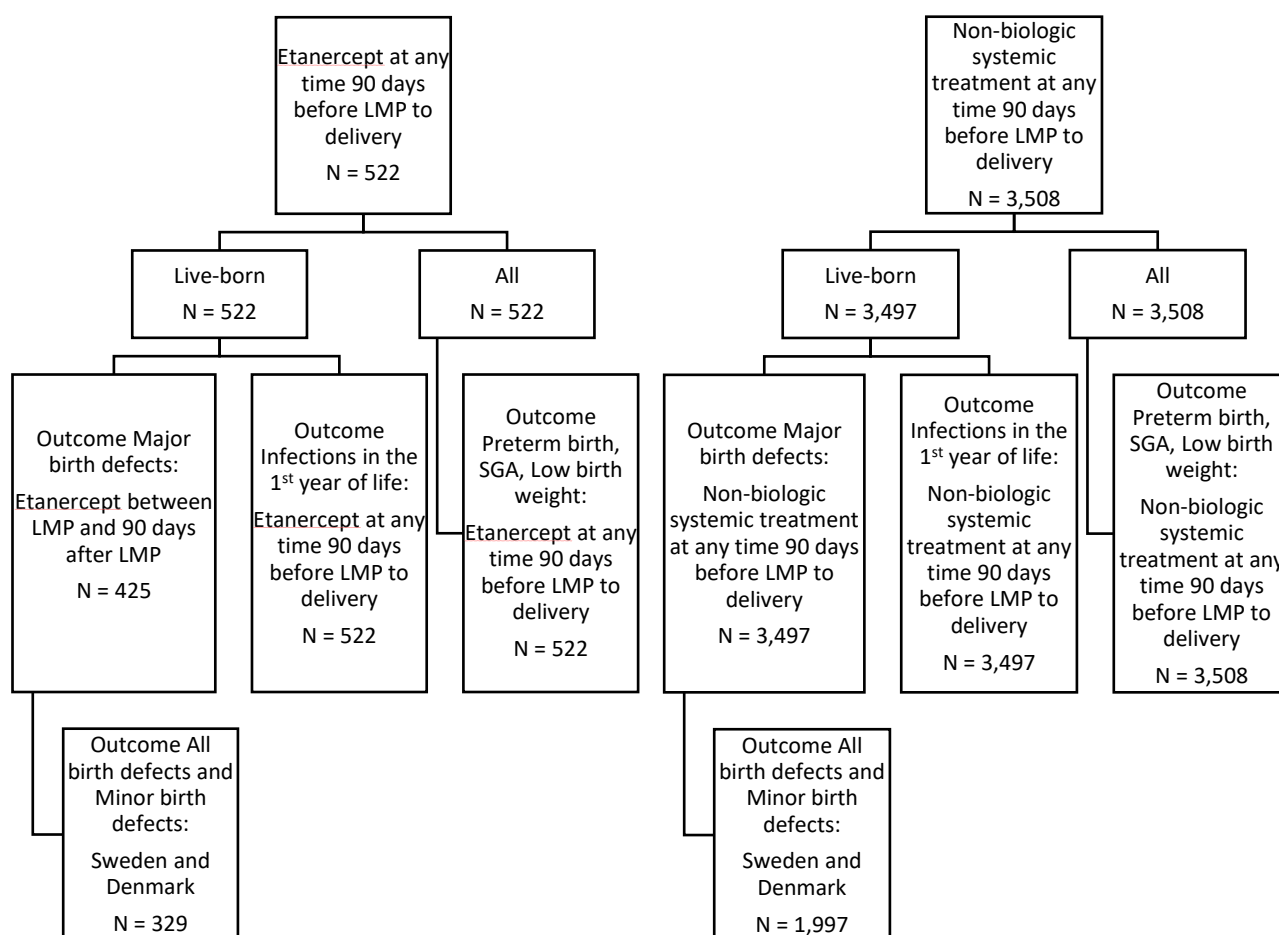 Etanercept at any
time 90 days
before LMP to
delivery
N = 522
Non-biologic
systemic
treatment at any
time 90 days
before LMP to
delivery
N = 3,508
Live-born
N = 522
All
N = 522
Live-born
N = 3,497
All
N = 3,508
Outcome Major
birth defects:
Etanercept between
LMP and 90 days
after LMP
N = 425
Outcome
Infections in the
1st year of life:
Etanercept at any
time 90 days
before LMP to
delivery
N = 522
Outcome
Preterm birth,
SGA, Low birth
weight:
Etanercept at any
time 90 days
before LMP to
delivery
N = 522
Outcome Major
birth defects:
Non-biologic
systemic treatment
at any time 90 days
before LMP to
delivery
N = 3,497
Outcome
Infections in the
1st year of life:
Non-biologic
systemic
treatment at any
time 90 days
before LMP to
delivery
N = 3,497
Outcome
Preterm birth,
SGA, Low birth
weight:
Non-biologic
systemic
treatment at any
time 90 days
before LMP to
delivery
N = 3,508
Outcome All
birth defects and
Minor birth
defects:
Sweden and
Denmark
N = 329
Outcome All
birth defects and
Minor birth
defects:
Sweden and
Denmark
N = 1,997